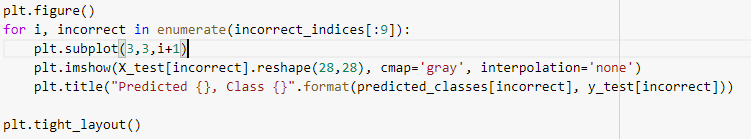 plt.figure()
for i, incorrect in enumerate(incorrect_indices[:9]):
    plt.subplot(3,3,i+1)
    plt.imshow(X_test[incorrect].reshape(28,28), cmap='gray', interpolation='none')
    plt.title("Predicted {}, Class {}".format(predicted_classes[incorrect], y_test[incorrect]))
plt.tight_layout()